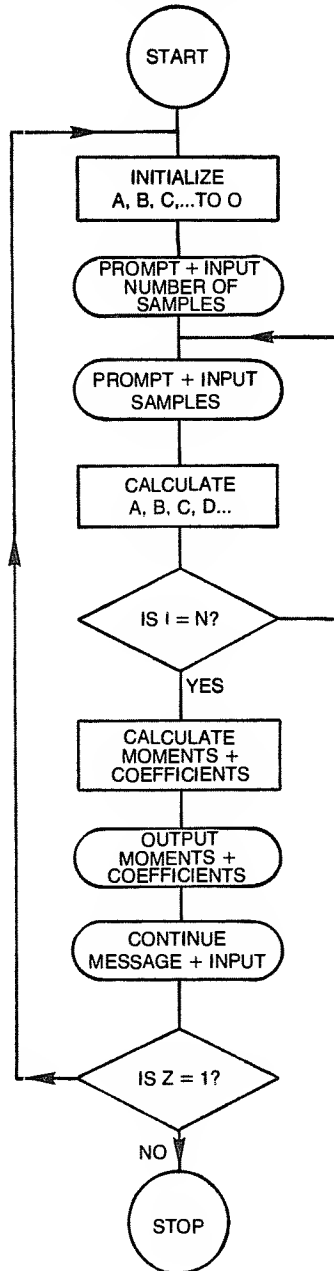 START
INITIALIZE
A, B, C,...TO O
PROMPT + INPUT
NUMBER OF
SAMPLES
PROMPT + INPUT
SAMPLES
CALCULATE
A, B, C, D...
IS I = N?
YES
CALCULATE
MOMENTS +
COEFFICIENTS
OUTPUT
MOMENTS +
COEFFICIENTS
CONTINUE
MESSAGE + INPUT
IS Z = 1?
NO
STOP